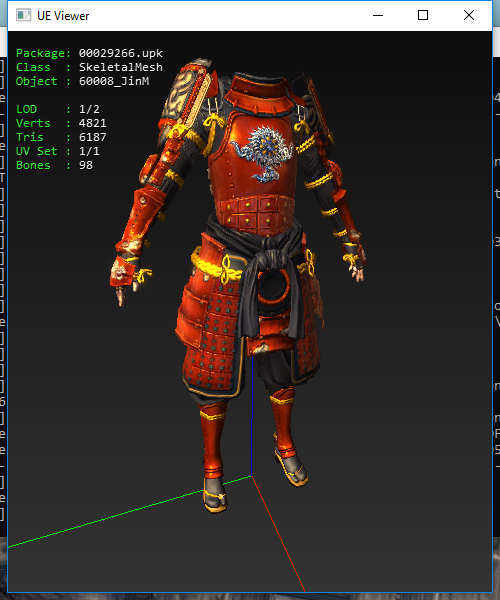 UE Viewer
Package: 00029266.upk
Class  : SkeletalMesh
Object : 60008_JinM
LOD    : 1/2
Verts  : 4821
Tris   : 6187
UV Set : 1/1
Bones  : 98